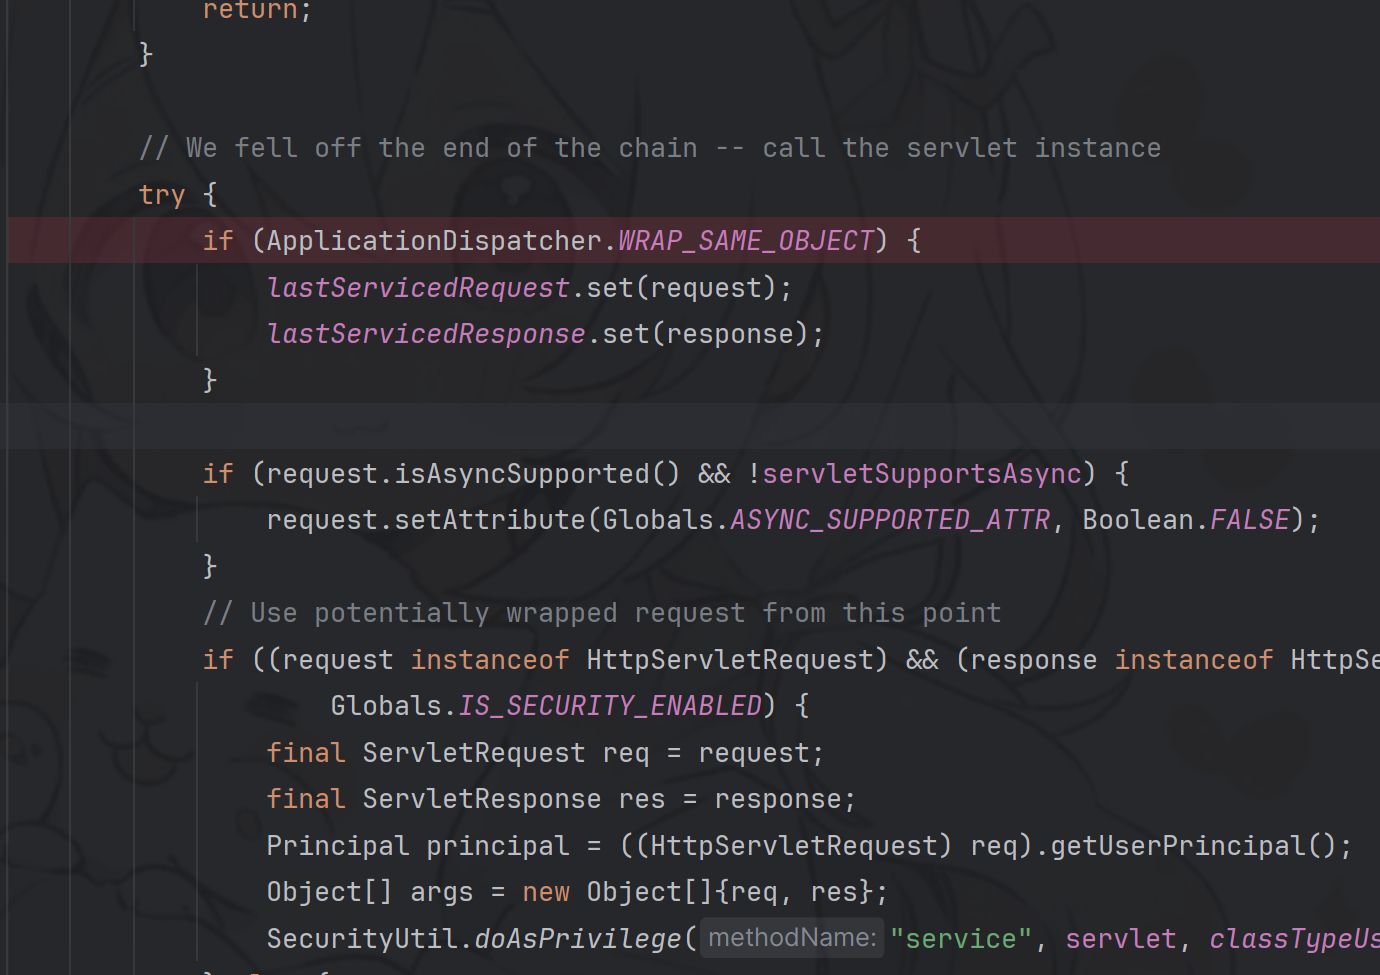 return;
}
// We fell off the end of the chain -- call the servlet instance
try {
if (ApplicationDispatcher.WRAP_SAME_OBJECT) {
lastServicedRequest.set(request);
lastServicedResponse.set(response);
}
if (request.isAsyncSupported() && !servletSupportsAsync) {
request.setAttribute(Globals.ASYNC_SUPPORTED_ATTR, Boolean.FALSE);
}
// Use potentially wrapped request from this point
if ((request instanceof HttpServletRequest) && (response instanceof HttpSe
Globals.IS_SECURITY_ENABLED) {
final ServletRequest req = request;
final ServletResponse res = response;
Principal principal = ((HttpServletRequest) req).getUserPrincipal();
Object[] args = new Object[]{req, res};
SecurityUtil.doAsPrivilege( methodName: "service", servlet, classTypeUs